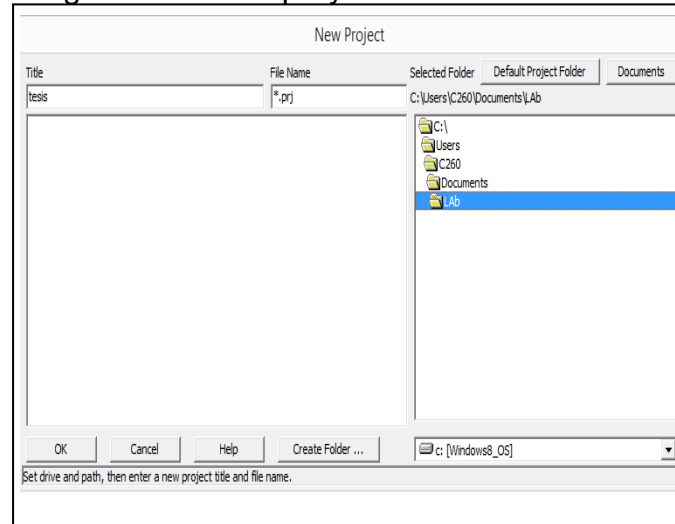 New Project
Title File Name Selected Folder Default Project Folder Documents
tesis *.prj C:\Users\C260\Documents\LAb
C:\
Users
C260
Documents
LAb
OK Cancel Help Create Folder ... c: [Windows8_OS]
Set drive and path, then enter a new project title and file name.